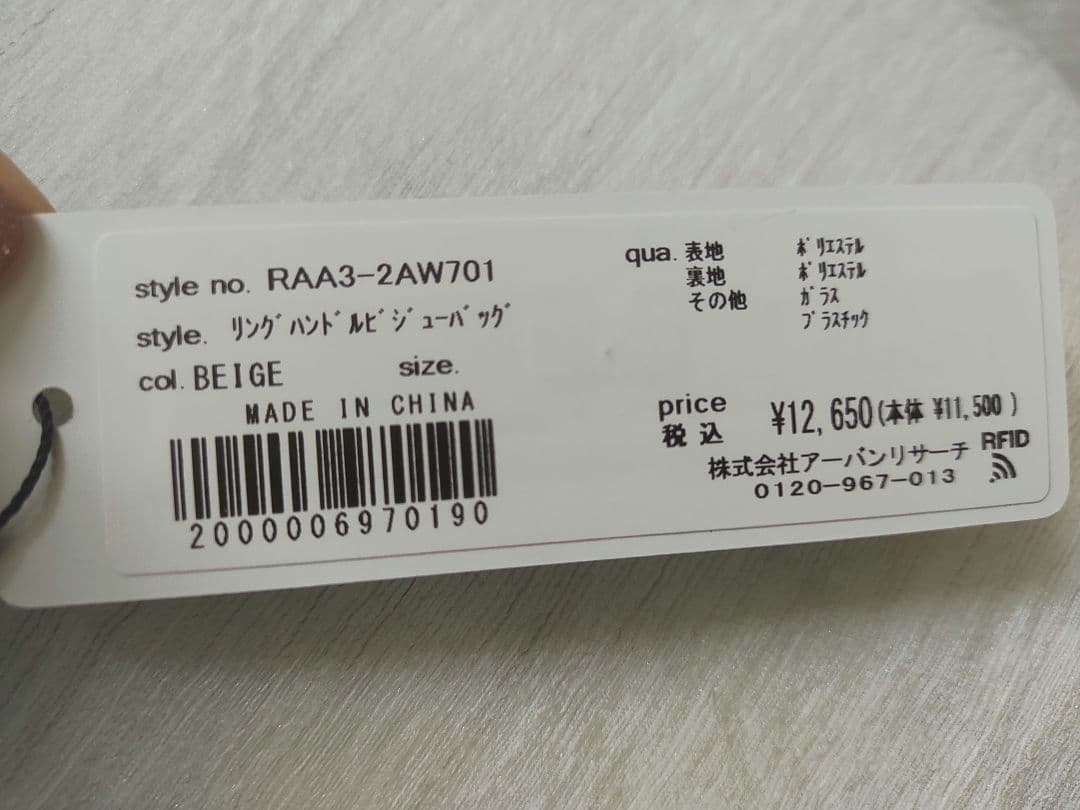 style no. RAA3-2AW701
style. ﾘﾝｸﾞﾊﾝﾄﾞﾙﾋﾞｼﾞｭｰﾊﾞｯｸﾞ
col. BEIGE size.
MADE IN CHINA
2000006970190
qua. 表地 ﾎﾟﾘｴｽﾃﾙ
裏地 ﾎﾟﾘｴｽﾃﾙ
その他 ｶﾞﾗｽ
ﾌﾟﾗｽﾁｯｸ
price ¥12,650(本体 ¥11,500 )
税込
株式会社アーバンリサーチ RFID
0120-967-013